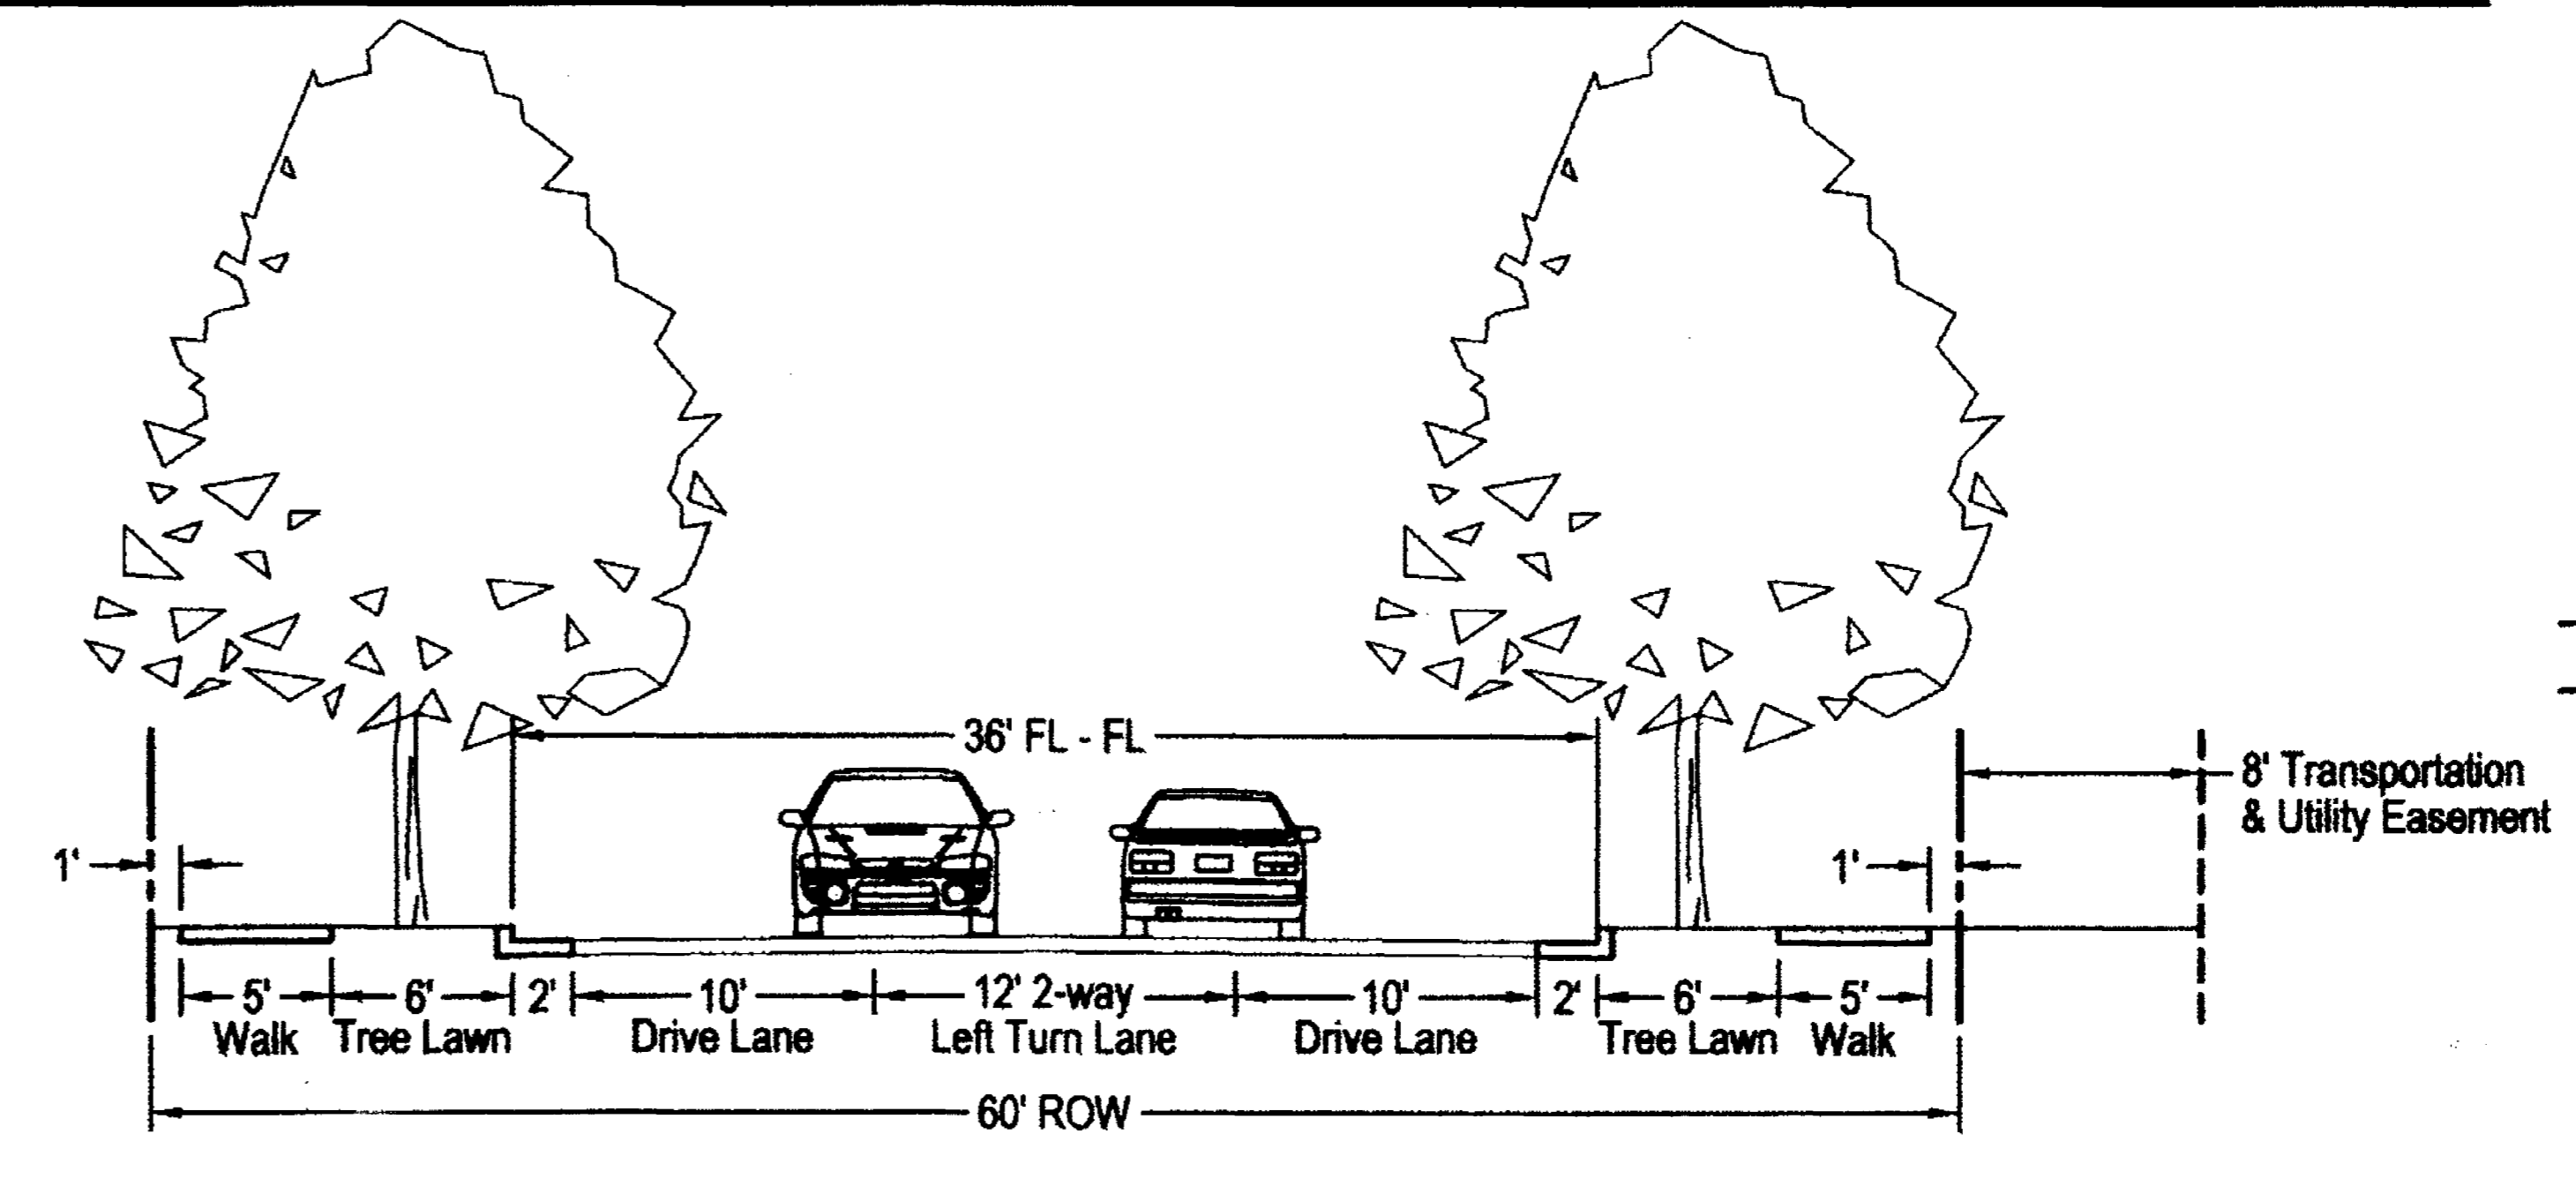 36' FL - FL
8' Transportation
& Utility Easement
1'
1'
5' 6' 2' 10' 12' 2-way 10' 2' 6' 5'
Walk Tree Lawn Drive Lane Left Turn Lane Drive Lane Tree Lawn Walk
60' ROW